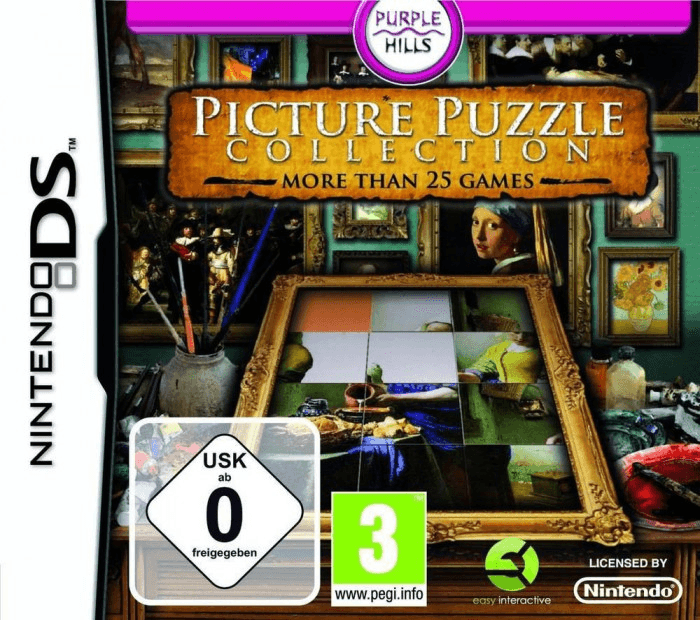 PURPLE
HILLS
PICTURE PUZZLE
COLLECTION
MORE THAN 25 GAMES
NINTENDO DS™
USK
ab
0
freigegeben
3
www.pegi.info
easy interactive
LICENSED BY
Nintendo®